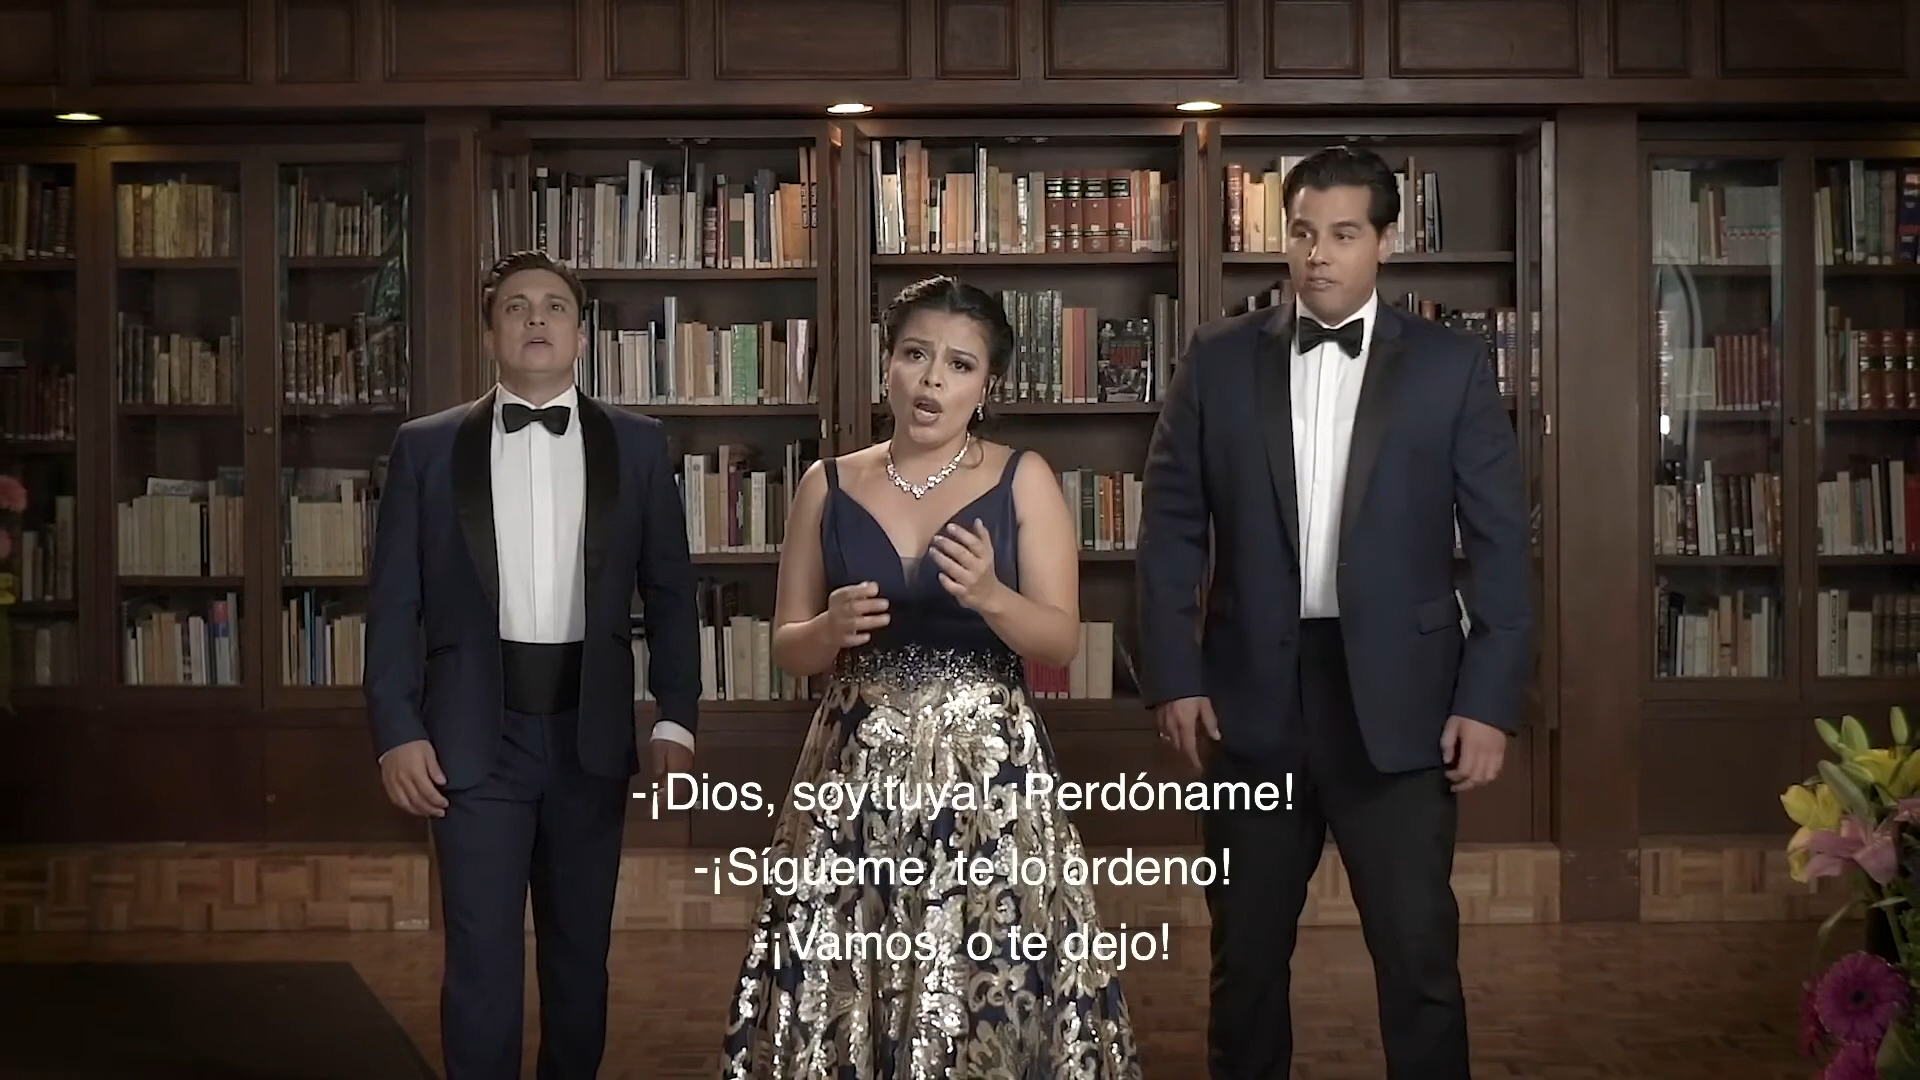 -¡Dios, soy tuya! ¡Perdóname!
-¡Sígueme, te lo ordeno!
-¡Vamos, o te dejo!